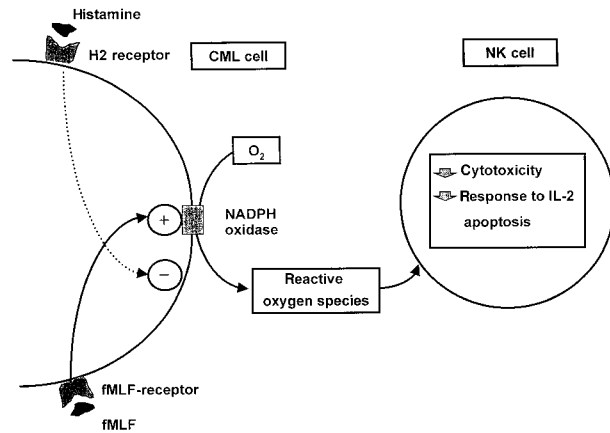 Histamine
H2 receptor
CML cell
NK cell
O2
+
NADPH
oxidase
−
Reactive
oxygen species
Cytotoxicity
Response to IL-2
apoptosis
fMLF-receptor
fMLF